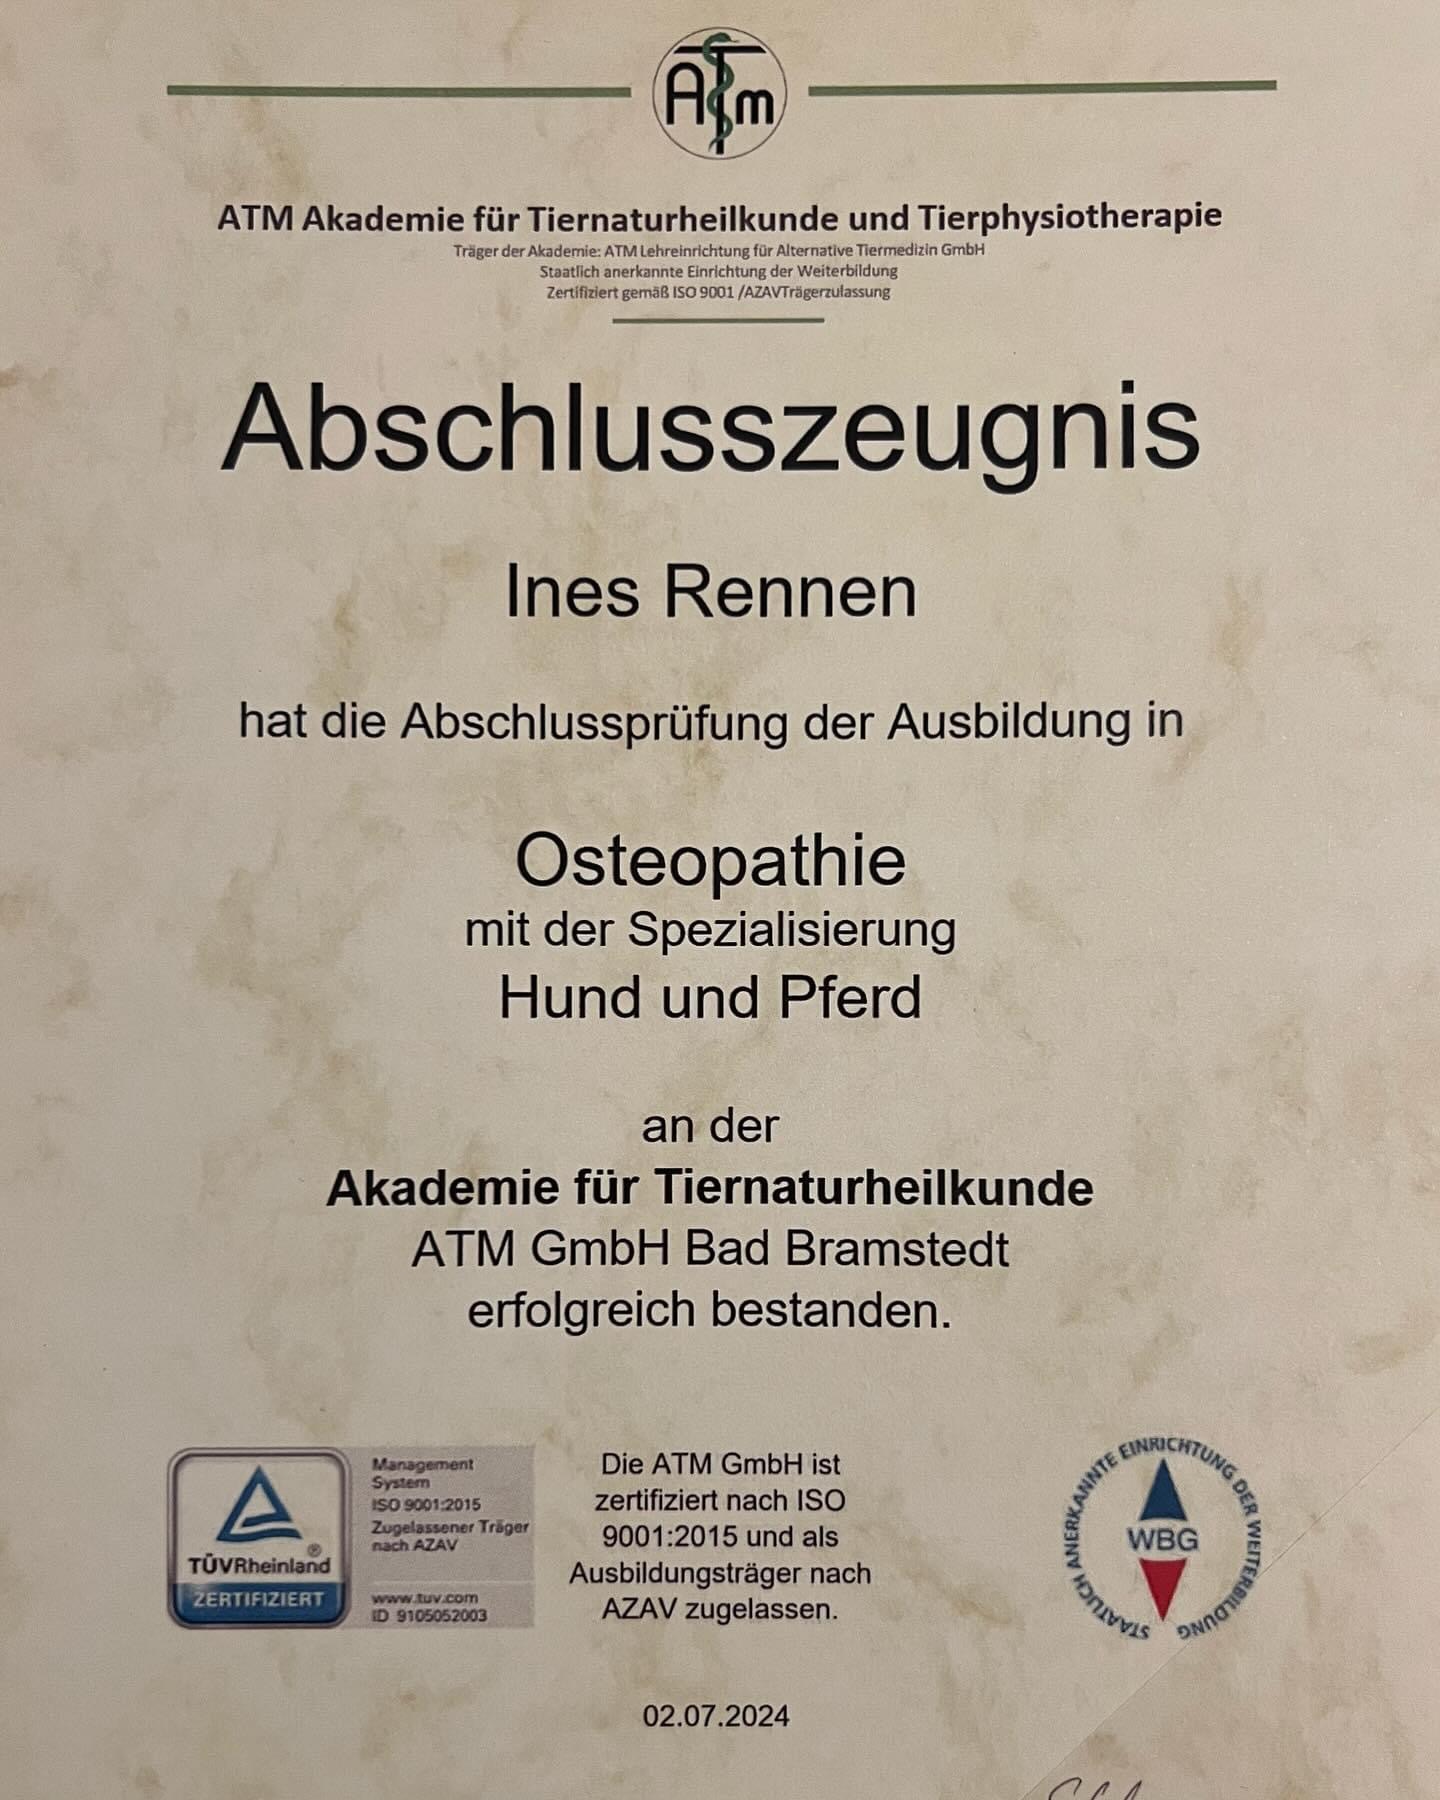 ATM
ATM Akademie für Tiernaturheilkunde und Tierphysiotherapie
Träger der Akademie: ATM Lehreinrichtung für Alternative Tiermedizin GmbH
Staatlich anerkannte Einrichtung der Weiterbildung
Zertifiziert gemäß ISO 9001 /AZAVTrägerzulassung
Abschlusszeugnis
Ines Rennen
hat die Abschlussprüfung der Ausbildung in
Osteopathie
mit der Spezialisierung
Hund und Pferd
an der
Akademie für Tiernaturheilkunde
ATM GmbH Bad Bramstedt
erfolgreich bestanden.
TÜVRheinland®
ZERTIFIZIERT
Management
System
ISO 9001:2015
Zugelassener Träger
nach AZAV
www.tuv.com
ID 9105052003
Die ATM GmbH ist
zertifiziert nach ISO
9001:2015 und als
Ausbildungsträger nach
AZAV zugelassen.
STAATLICH ANERKANNTE EINRICHTUNG DER WEITERBILDUNG
WBG
02.07.2024